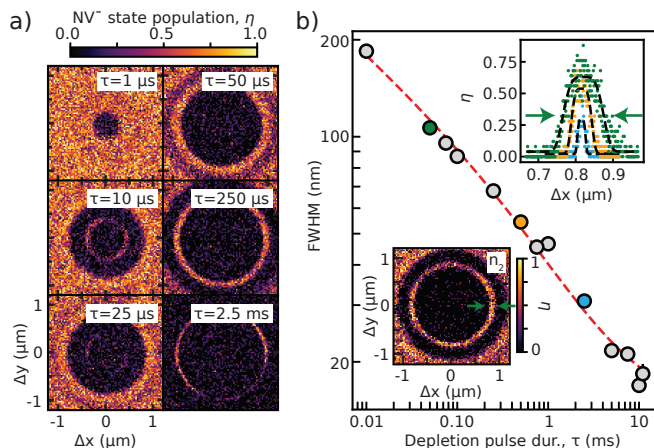 a)
NV⁻ state population, η
0.0 0.5 1.0
τ=1 µs
τ=50 µs
τ=10 µs
τ=250 µs
τ=25 µs
τ=2.5 ms
Δy (µm)
1
0
-1
-1 0 1
Δx (µm)
b)
FWHM (nm)
200
100
20
0.01 0.10 1 10
Depletion pulse dur., τ (ms)
η
0.75
0.50
0.25
0.00
0.7 0.8 0.9
Δx (µm)
n₂
Δy (µm)
1
0
-1
-1 0 1
Δx (µm)
1
0
η